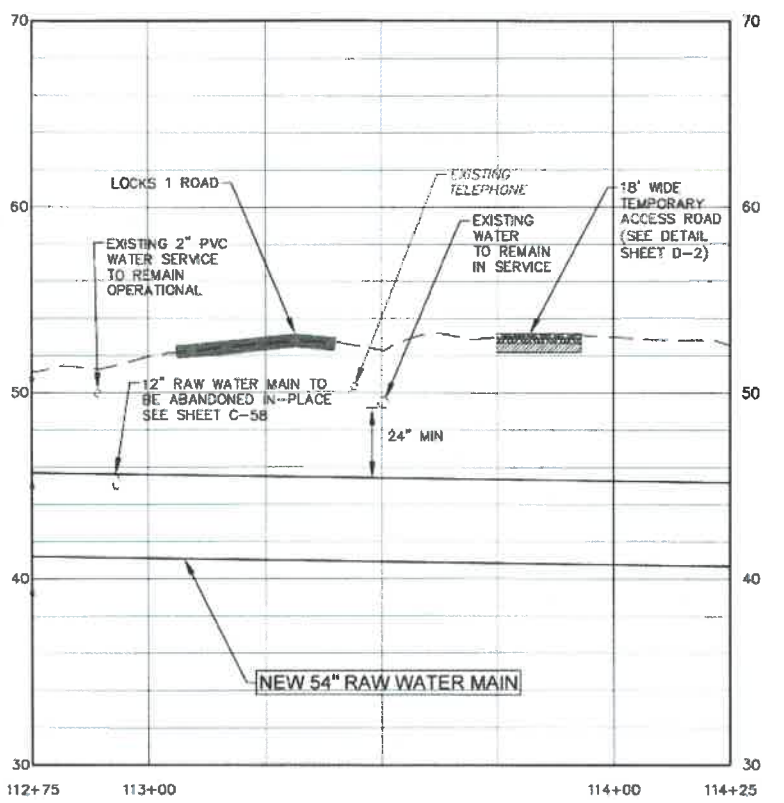 70
70
LOCKS 1 ROAD
EXISTING
TELEPHONE
18' WIDE
TEMPORARY
ACCESS ROAD
(SEE DETAIL
SHEET D-2)
60
60
EXISTING 2" PVC
WATER SERVICE
TO REMAIN
OPERATIONAL
EXISTING
WATER
TO REMAIN
IN SERVICE
50
50
12" RAW WATER MAIN TO
BE ABANDONED IN-PLACE
SEE SHEET C-58
24" MIN
40
40
NEW 54" RAW WATER MAIN
30
30
112+75
113+00
114+00
114+25